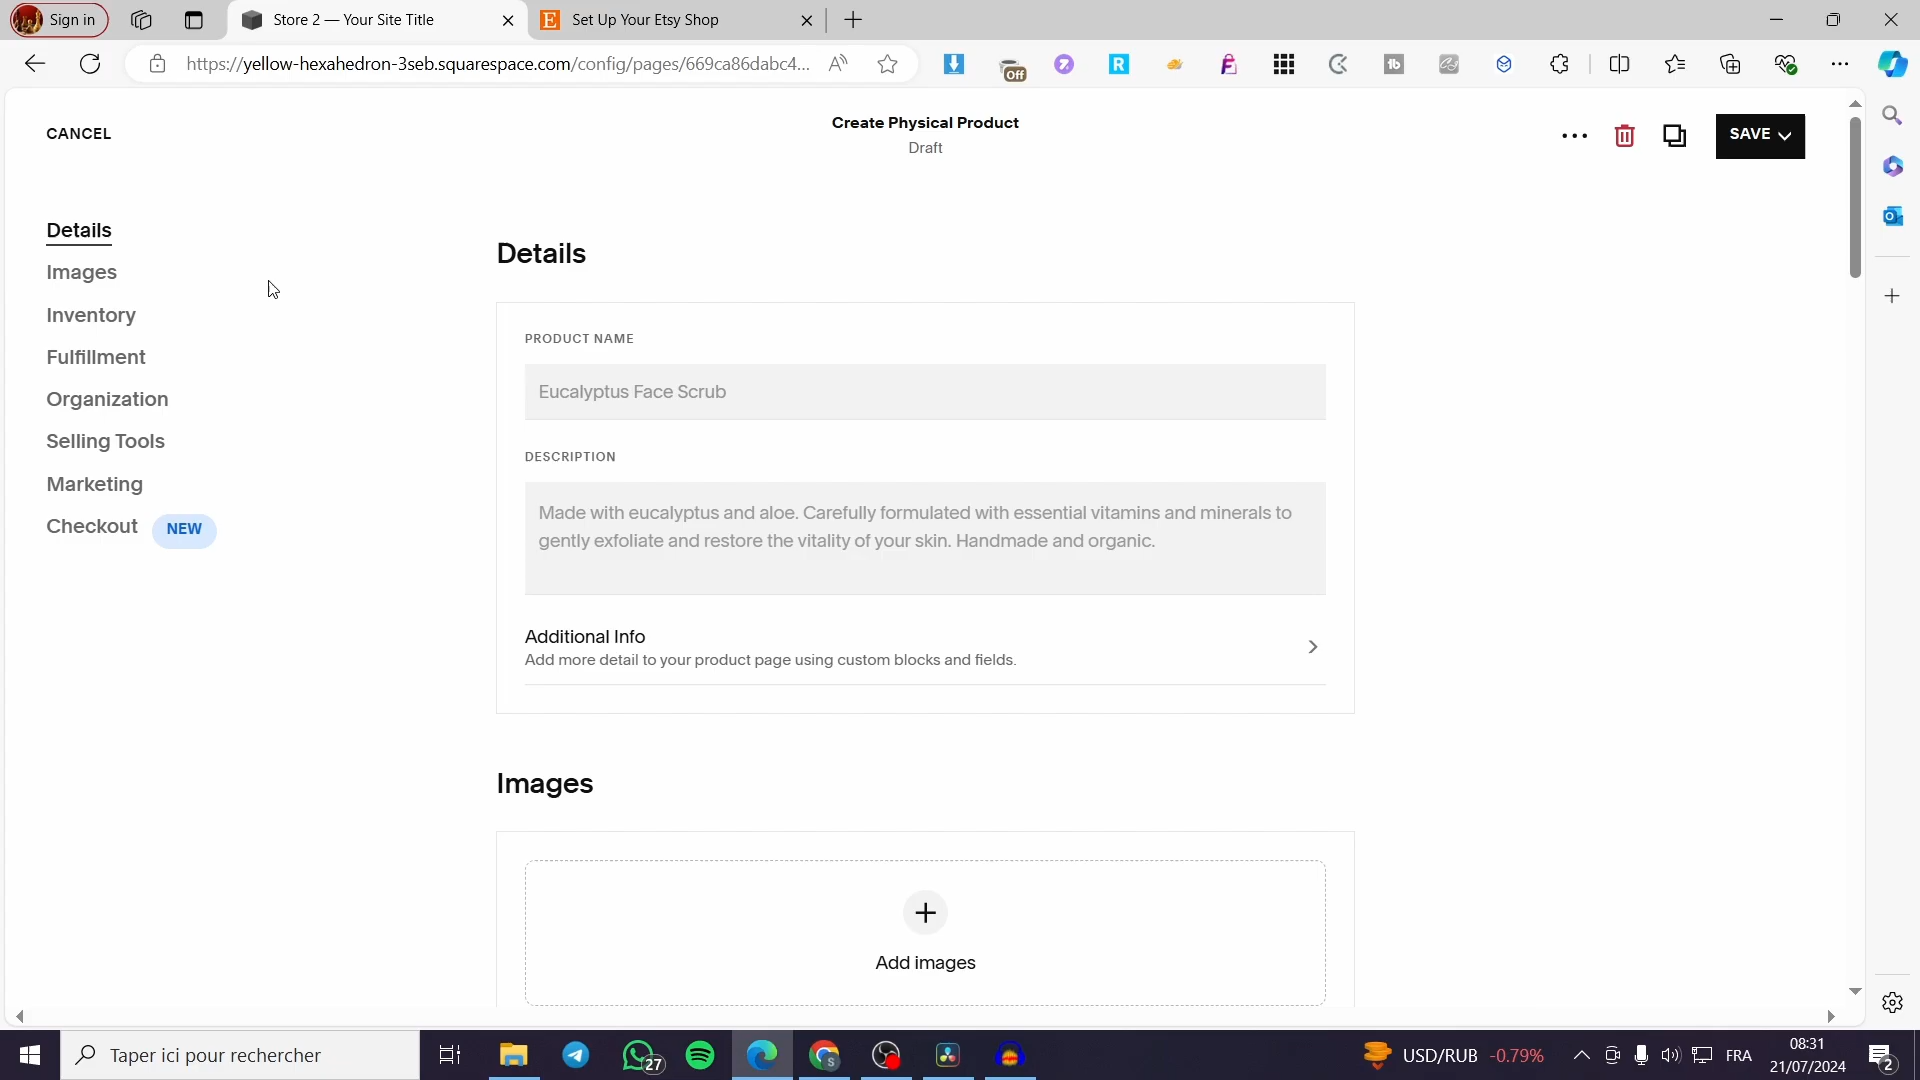 Sign in
Store 2 — Your Site Title
Set Up Your Etsy Shop
https://yellow-hexahedron-3seb.squarespace.com/config/pages/669ca86dabc4...
Off
R
tb
CANCEL
Create Physical Product
Draft
SAVE
Details
Images
Inventory
Fulfillment
Organization
Selling Tools
Marketing
Checkout NEW
Details
PRODUCT NAME
Eucalyptus Face Scrub
DESCRIPTION
Made with eucalyptus and aloe. Carefully formulated with essential vitamins and minerals to
gently exfoliate and restore the vitality of your skin. Handmade and organic.
Additional Info
Add more detail to your product page using custom blocks and fields.
Images
Add images
Taper ici pour rechercher
27
USD/RUB -0.79%
FRA
08:31
21/07/2024
2